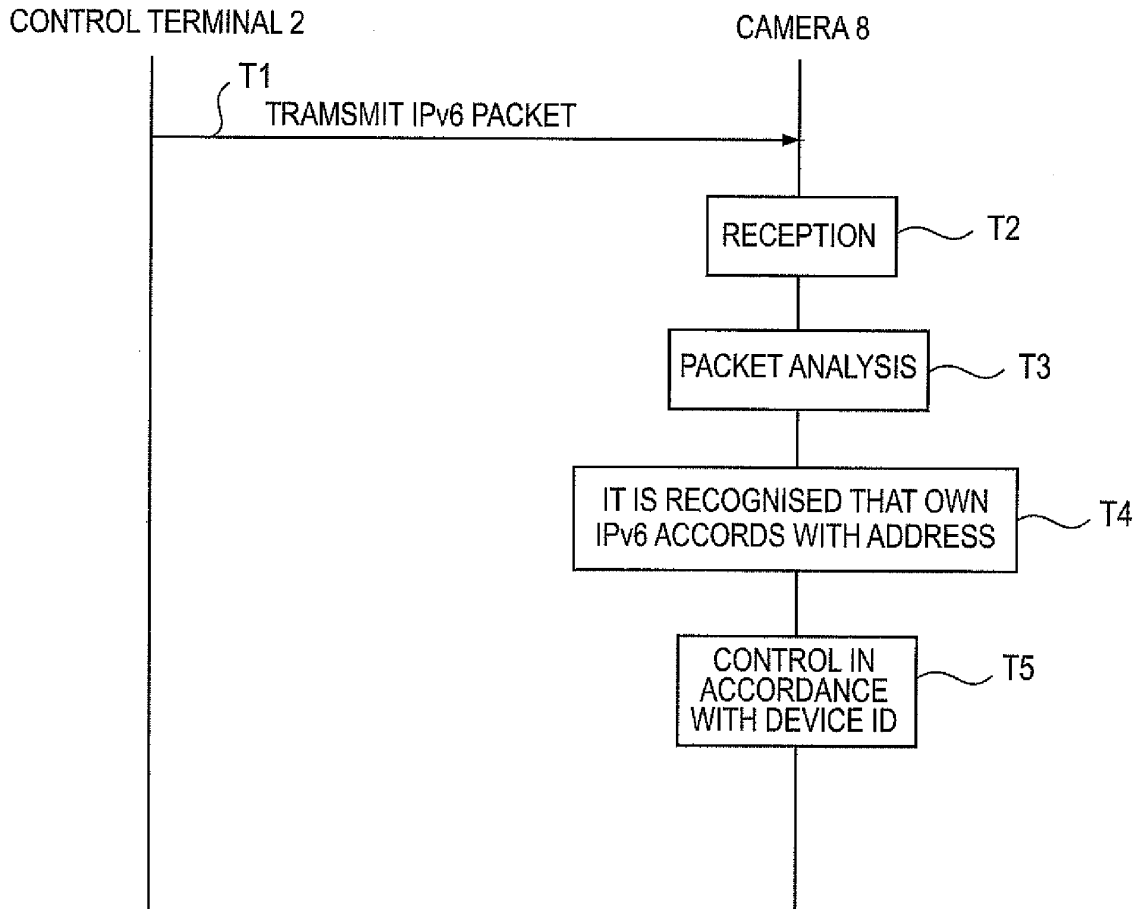 CONTROL TERMINAL 2
CAMERA 8
T1
TRAMSMIT IPv6 PACKET
RECEPTION
T2
PACKET ANALYSIS
T3
IT IS RECOGNISED THAT OWN
IPv6 ACCORDS WITH ADDRESS
T4
CONTROL IN
ACCORDANCE
WITH DEVICE ID
T5